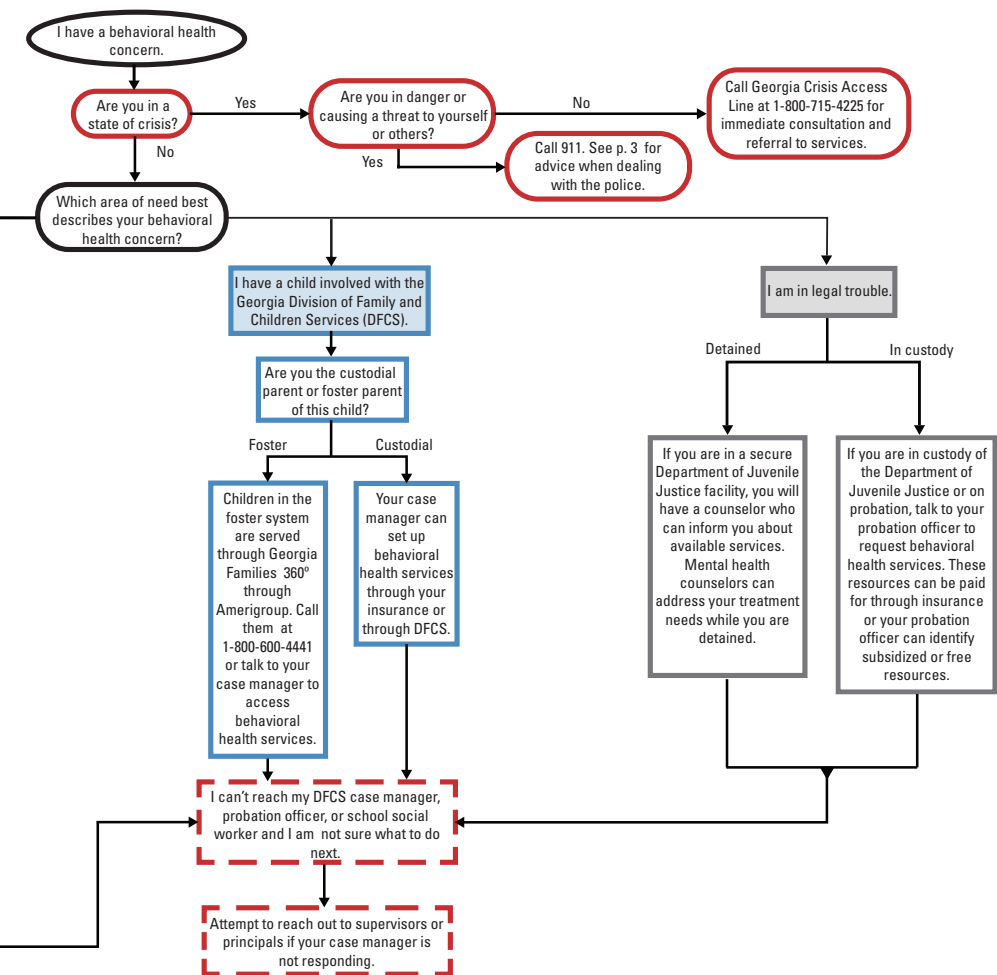 I have a behavioral health
concern.
Are you in a
state of crisis?
Yes
Are you in danger or
causing a threat to yourself
or others?
No
Call Georgia Crisis Access
Line at 1-800-715-4225 for
immediate consultation and
referral to services.
No
Yes
Call 911. See p. 3 for
advice when dealing
with the police.
Which area of need best
describes your behavioral
health concern?
I have a child involved with the
Georgia Division of Family and
Children Services (DFCS).
I am in legal trouble.
Are you the custodial
parent or foster parent
of this child?
Detained
In custody
Foster
Custodial
Children in the
foster system
are served
through Georgia
Families 360º
through
Amerigroup. Call
them at
1-800-600-4441
or talk to your
case manager to
access
behavioral
health services.
Your case
manager can
set up
behavioral
health services
through your
insurance or
through DFCS.
If you are in a secure
Department of Juvenile
Justice facility, you will
have a counselor who
can inform you about
available services.
Mental health
counselors can
address your treatment
needs while you are
detained.
If you are in custody of
the Department of
Juvenile Justice or on
probation, talk to your
probation officer to
request behavioral
health services. These
resources can be paid
for through insurance
or your probation
officer can identify
subsidized or free
resources.
I can't reach my DFCS case manager,
probation officer, or school social
worker and I am not sure what to do
next.
Attempt to reach out to supervisors or
principals if your case manager is
not responding.